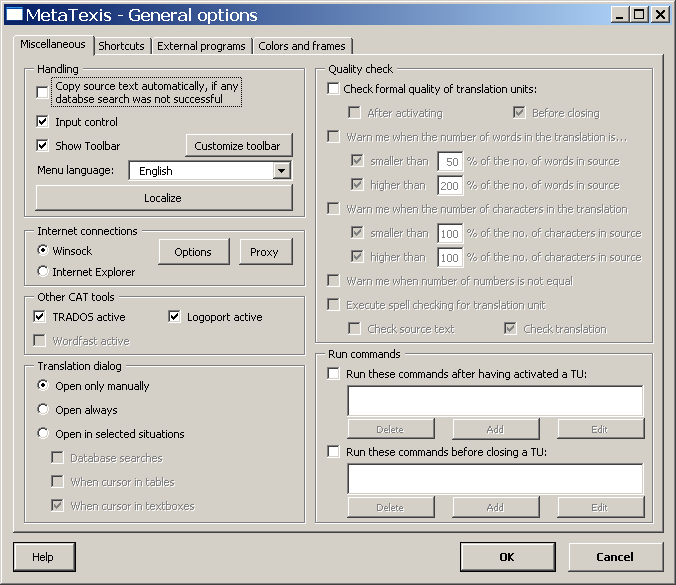 MetaTexis - General options
Miscellaneous
Shortcuts
External programs
Colors and frames
Handling
Copy source text automatically, if any
databse search was not successful
Input control
Show Toolbar
Customize toolbar
Menu language:
English
Localize
Internet connections
Winsock
Options
Proxy
Internet Explorer
Other CAT tools
TRADOS active
Logoport active
Wordfast active
Translation dialog
Open only manually
Open always
Open in selected situations
Database searches
When cursor in tables
When cursor in textboxes
Quality check
Check formal quality of translation units:
After activating
Before closing
Warn me when the number of words in the translation is...
smaller than 50 % of the no. of words in source
higher than 200 % of the no. of words in source
Warn me when the number of characters in the translation
smaller than 100 % of the no. of characters in source
higher than 100 % of the no. of characters in source
Warn me when number of numbers is not equal
Execute spell checking for translation unit
Check source text
Check translation
Run commands
Run these commands after having activated a TU:
Delete
Add
Edit
Run these commands before closing a TU:
Delete
Add
Edit
Help
OK
Cancel